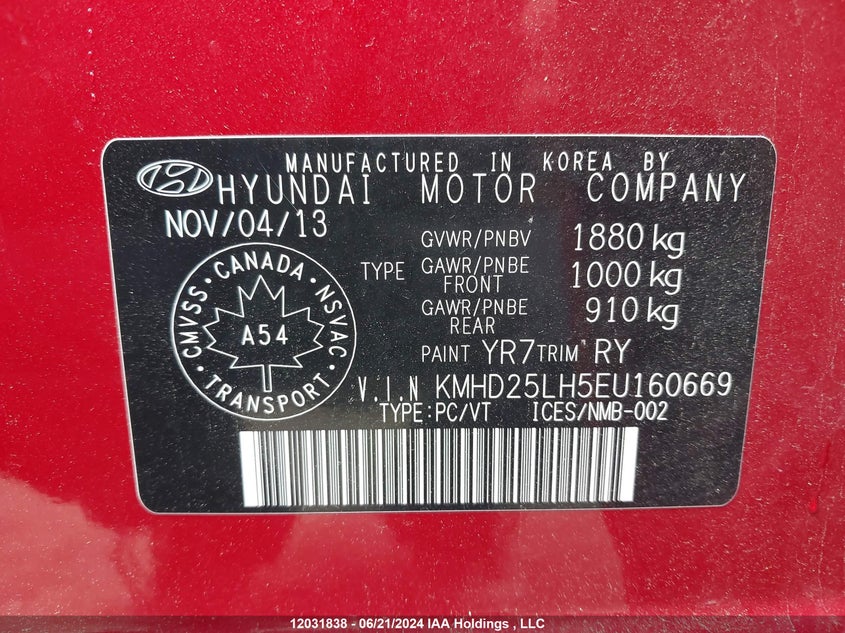 MANUFACTURED IN KOREA BY
HYUNDAI MOTOR COMPANY
NOV/04/13
GVWR/PNBV 1880 kg
TYPE GAWR/PNBE FRONT 1000 kg
GAWR/PNBE REAR 910 kg
PAINT YR7 TRIM RY
CMVSS • CANADA • NSVAC
A54
TRANSPORT
V.I.N KMHD25LH5EU160669
TYPE:PC/VT ICES/NMB-002
12031838 - 06/21/2024 IAA Holdings , LLC